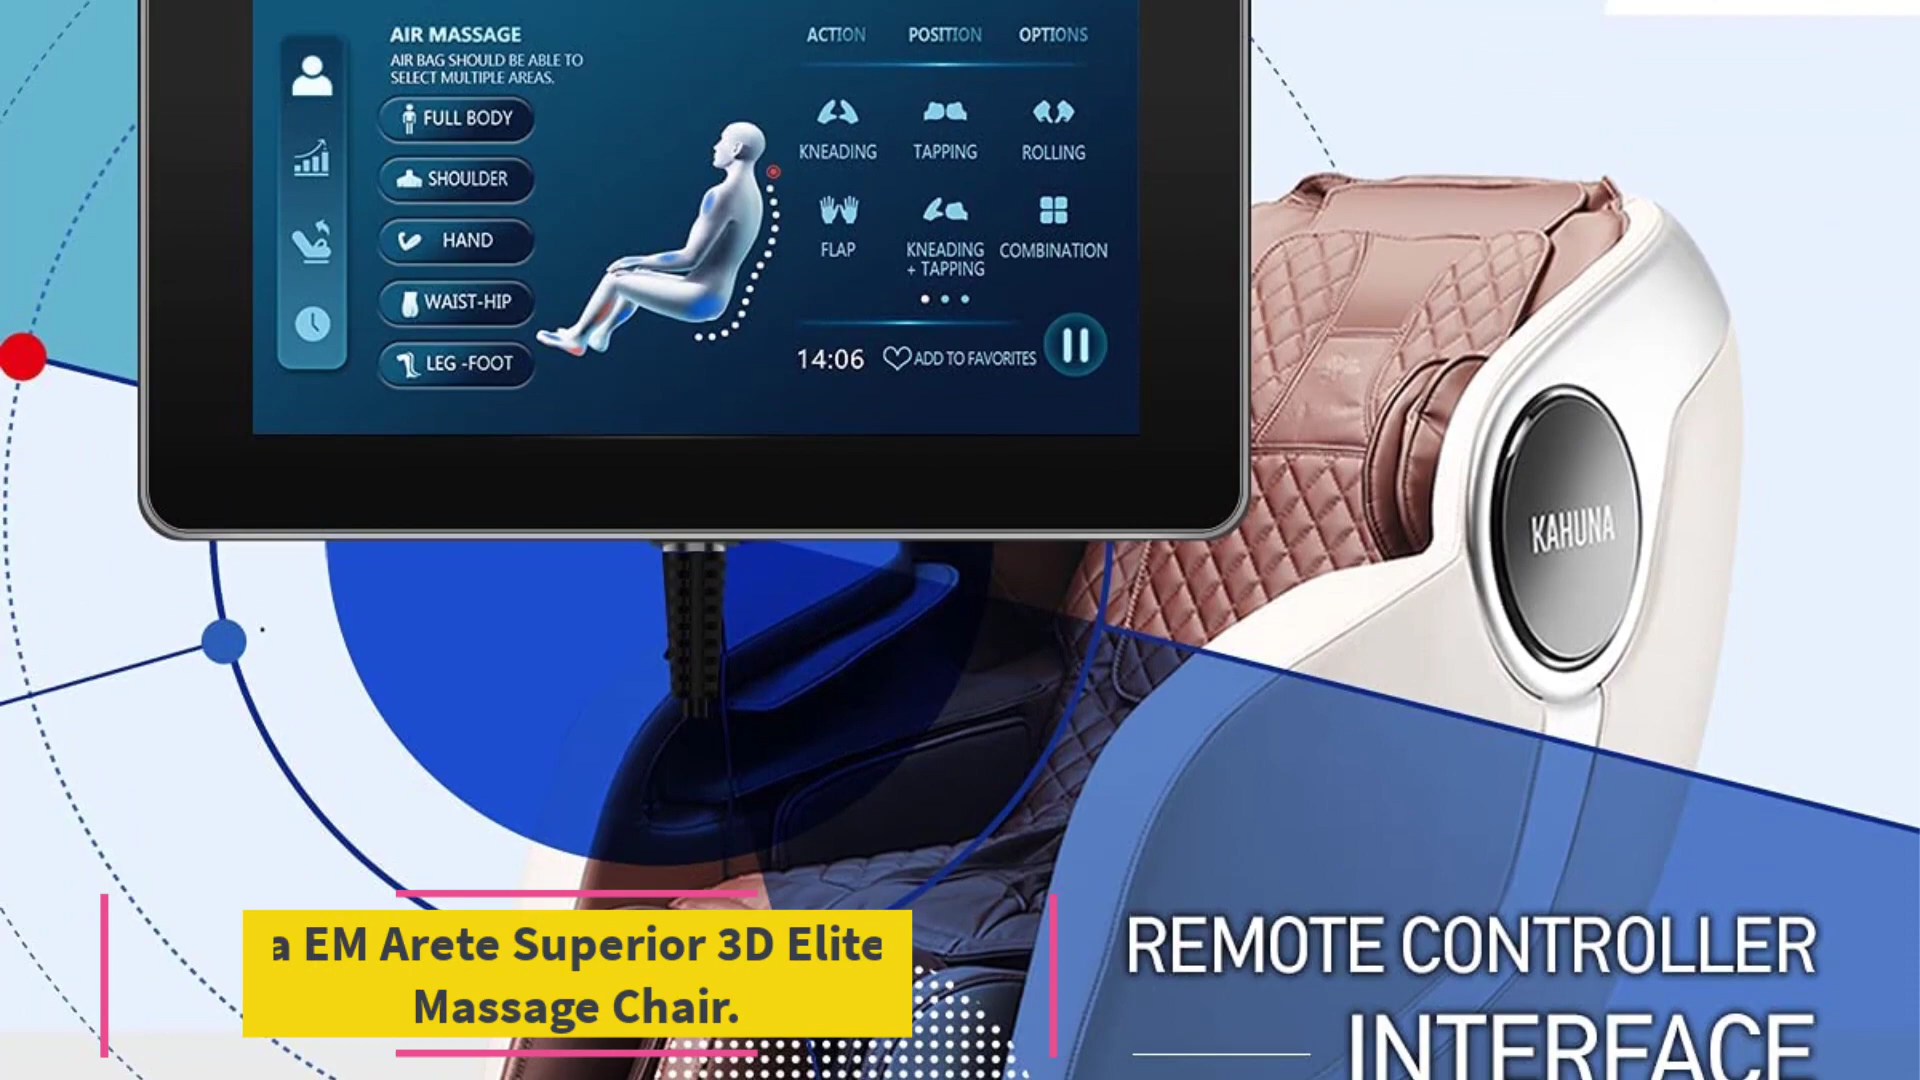 AIR MASSAGE
AIR BAG SHOULD BE ABLE TO
SELECT MULTIPLE AREAS.
FULL BODY
SHOULDER
HAND
WAIST-HIP
LEG -FOOT
ACTION POSITION OPTIONS
KNEADING TAPPING ROLLING
FLAP KNEADING + TAPPING COMBINATION
14:06 ADD TO FAVORITES
KAHUNA
a EM Arete Superior 3D Elite
Massage Chair.
REMOTE CONTROLLER
INTERFACE